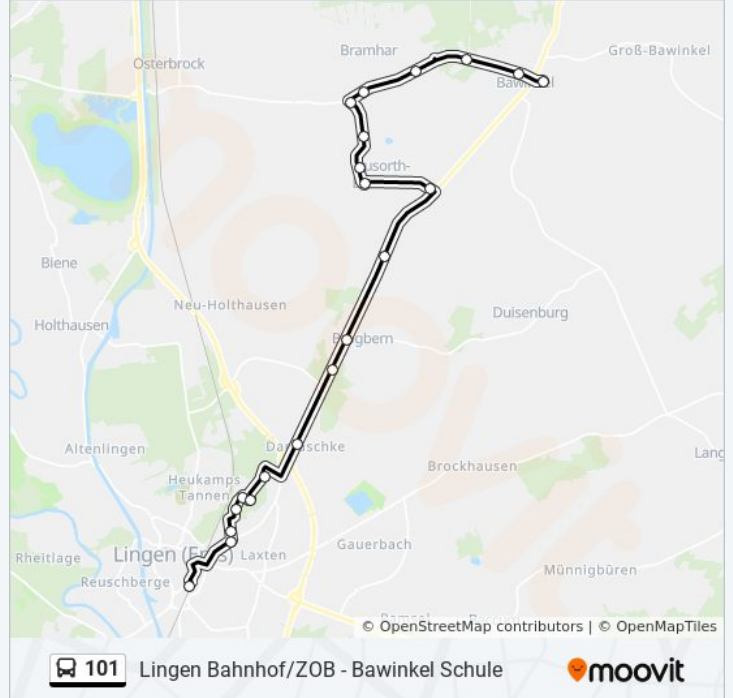 Bramhar
Groß-Bawinkel
Osterbrock
Biene
Neu-Holthausen
Duisenburg
Holthausen
Altenlingen
Brockhausen
Heukamps
Tannen
Lingen
Laxten
Gauerbach
Rheitlage
Reuschberge
Münnigbüren
© OpenStreetMap contributors | © OpenMapTiles
101 Lingen Bahnhof/ZOB - Bawinkel Schule
moovit